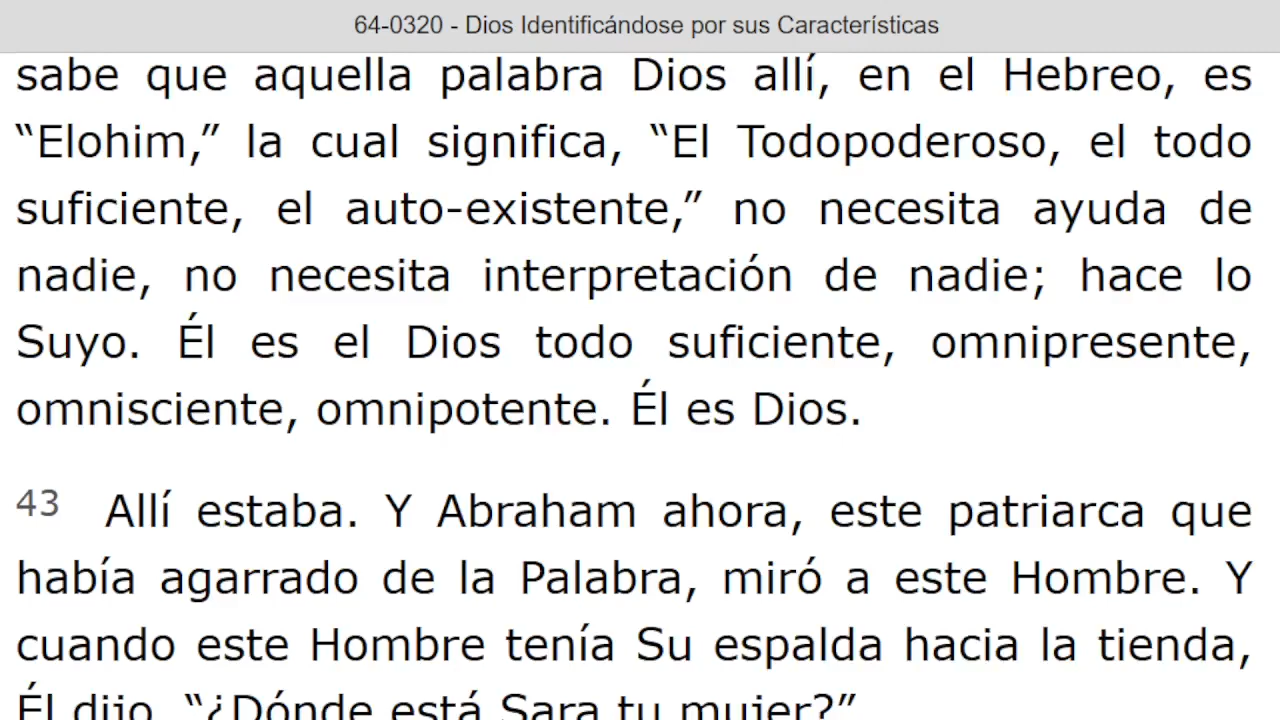 64-0320 - Dios Identificándose por sus Características
sabe que aquella palabra Dios allí, en el Hebreo, es
“Elohim,” la cual significa, “El Todopoderoso, el todo
suficiente, el auto-existente,” no necesita ayuda de
nadie, no necesita interpretación de nadie; hace lo
Suyo. Él es el Dios todo suficiente, omnipresente,
omnisciente, omnipotente. Él es Dios.
43 Allí estaba. Y Abraham ahora, este patriarca que
había agarrado de la Palabra, miró a este Hombre. Y
cuando este Hombre tenía Su espalda hacia la tienda,
Él dijo, “¿Dónde está Sara tu mujer?”